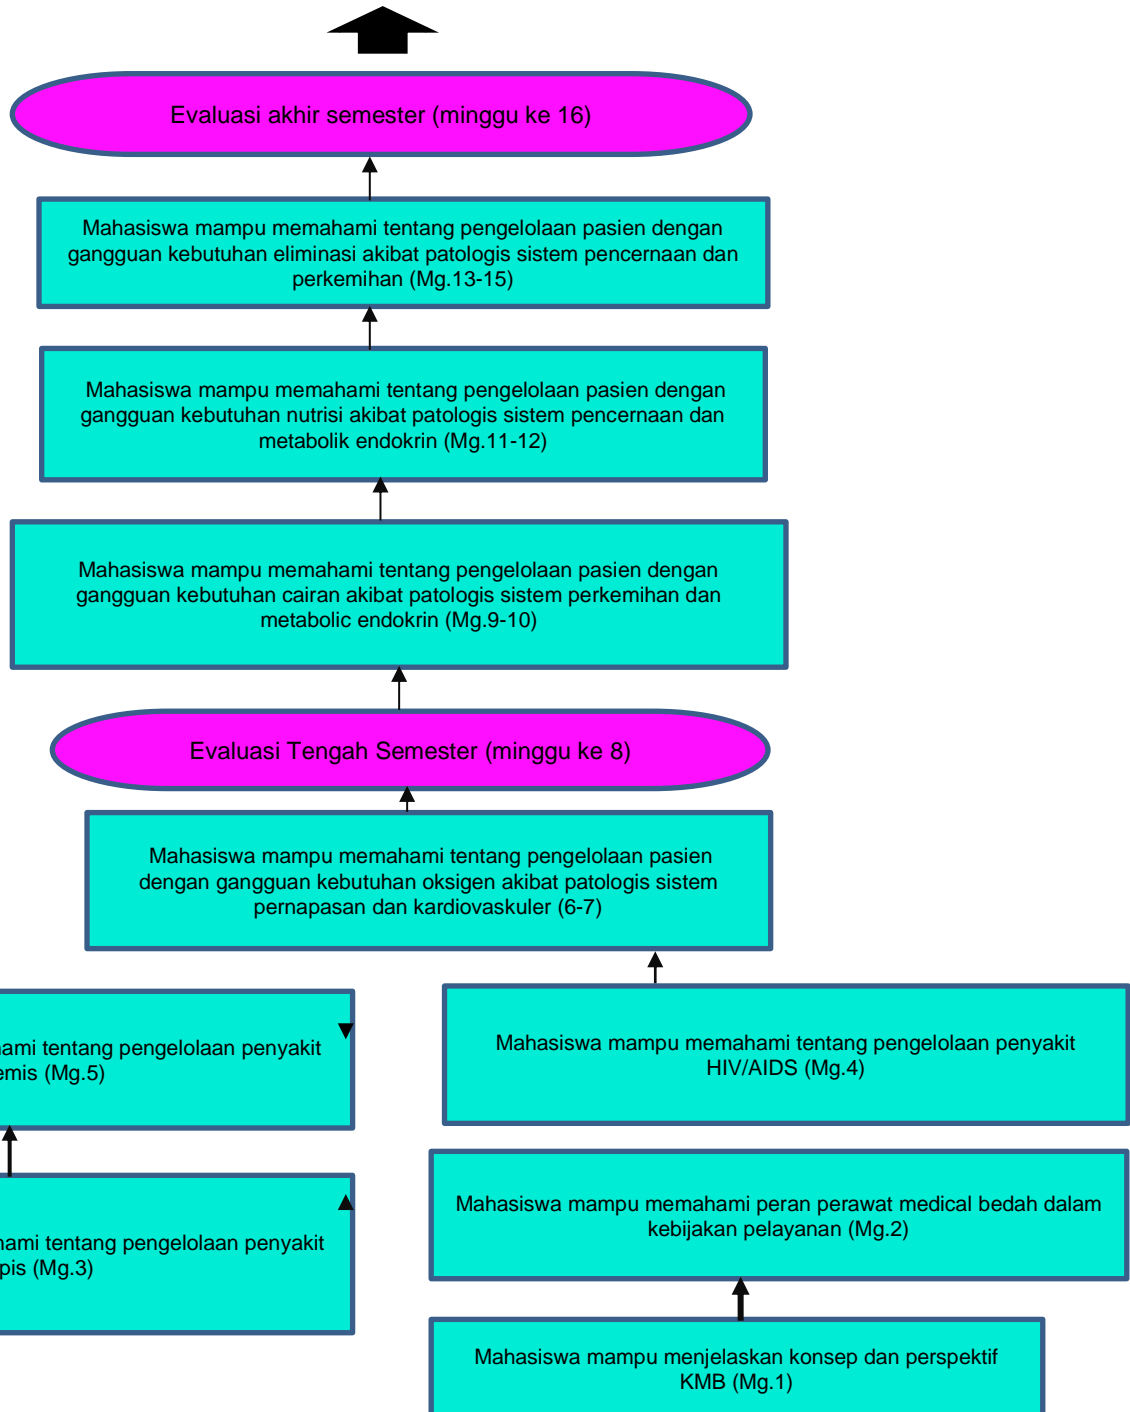 Evaluasi akhir semester (minggu ke 16)
Mahasiswa mampu memahami tentang pengelolaan pasien dengan
gangguan kebutuhan eliminasi akibat patologis sistem pencernaan dan
perkemihan (Mg.13-15)
Mahasiswa mampu memahami tentang pengelolaan pasien dengan
gangguan kebutuhan nutrisi akibat patologis sistem pencernaan dan
metabolik endokrin (Mg.11-12)
Mahasiswa mampu memahami tentang pengelolaan pasien dengan
gangguan kebutuhan cairan akibat patologis sistem perkemihan dan
metabolic endokrin (Mg.9-10)
Evaluasi Tengah Semester (minggu ke 8)
Mahasiswa mampu memahami tentang pengelolaan pasien
dengan gangguan kebutuhan oksigen akibat patologis sistem
pernapasan dan kardiovaskuler (6-7)
tentang pengelolaan penyakit
(Mg.5)
Mahasiswa mampu memahami tentang pengelolaan penyakit
HIV/AIDS (Mg.4)
tentang pengelolaan penyakit
(Mg.3)
Mahasiswa mampu memahami peran perawat medical bedah dalam
kebijakan pelayanan (Mg.2)
Mahasiswa mampu menjelaskan konsep dan perspektif
KMB (Mg.1)